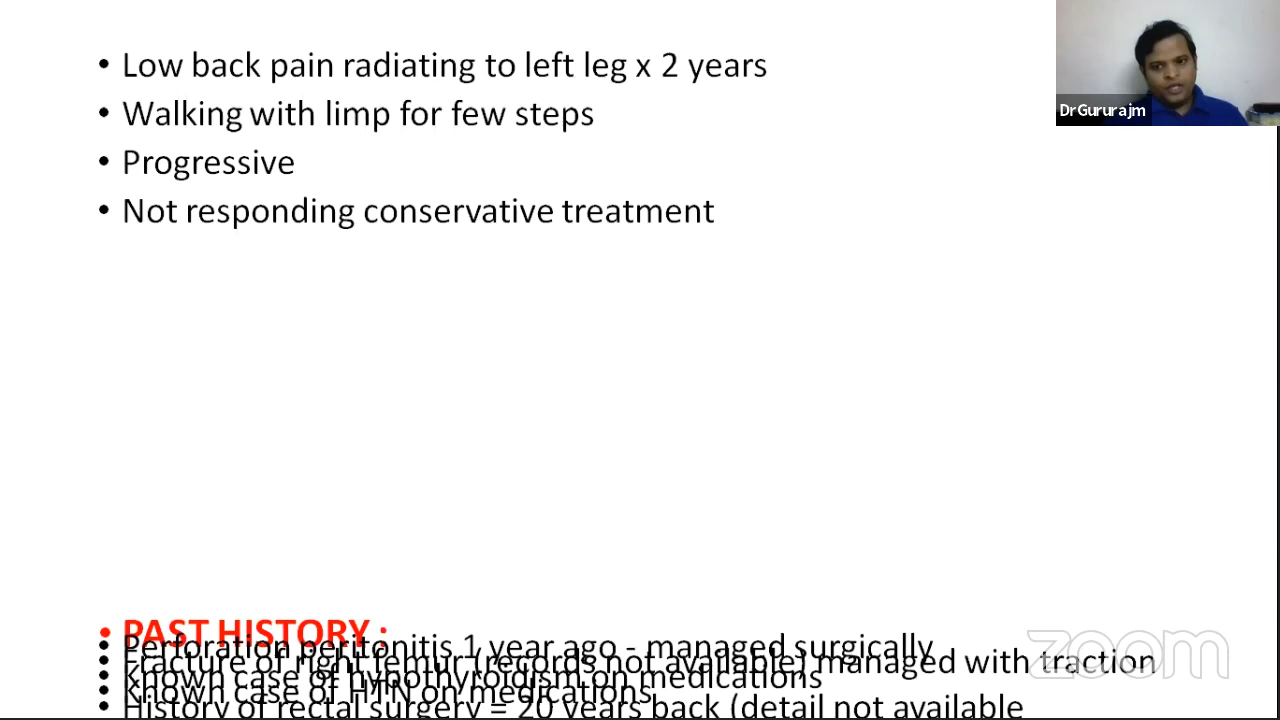 • Low back pain radiating to left leg x 2 years
• Walking with limp for few steps
• Progressive
• Not responding conservative treatment
DrGururajm
• PAST HISTORY :
• Perforation peritonitis 1 year ago - managed surgically
• Fracture of right femur (records not available) managed with traction
• Known case of hypothyroidism on medications
• Known case of HTN on medications
• History of rectal surgery = 20 years back (detail not available
zoom